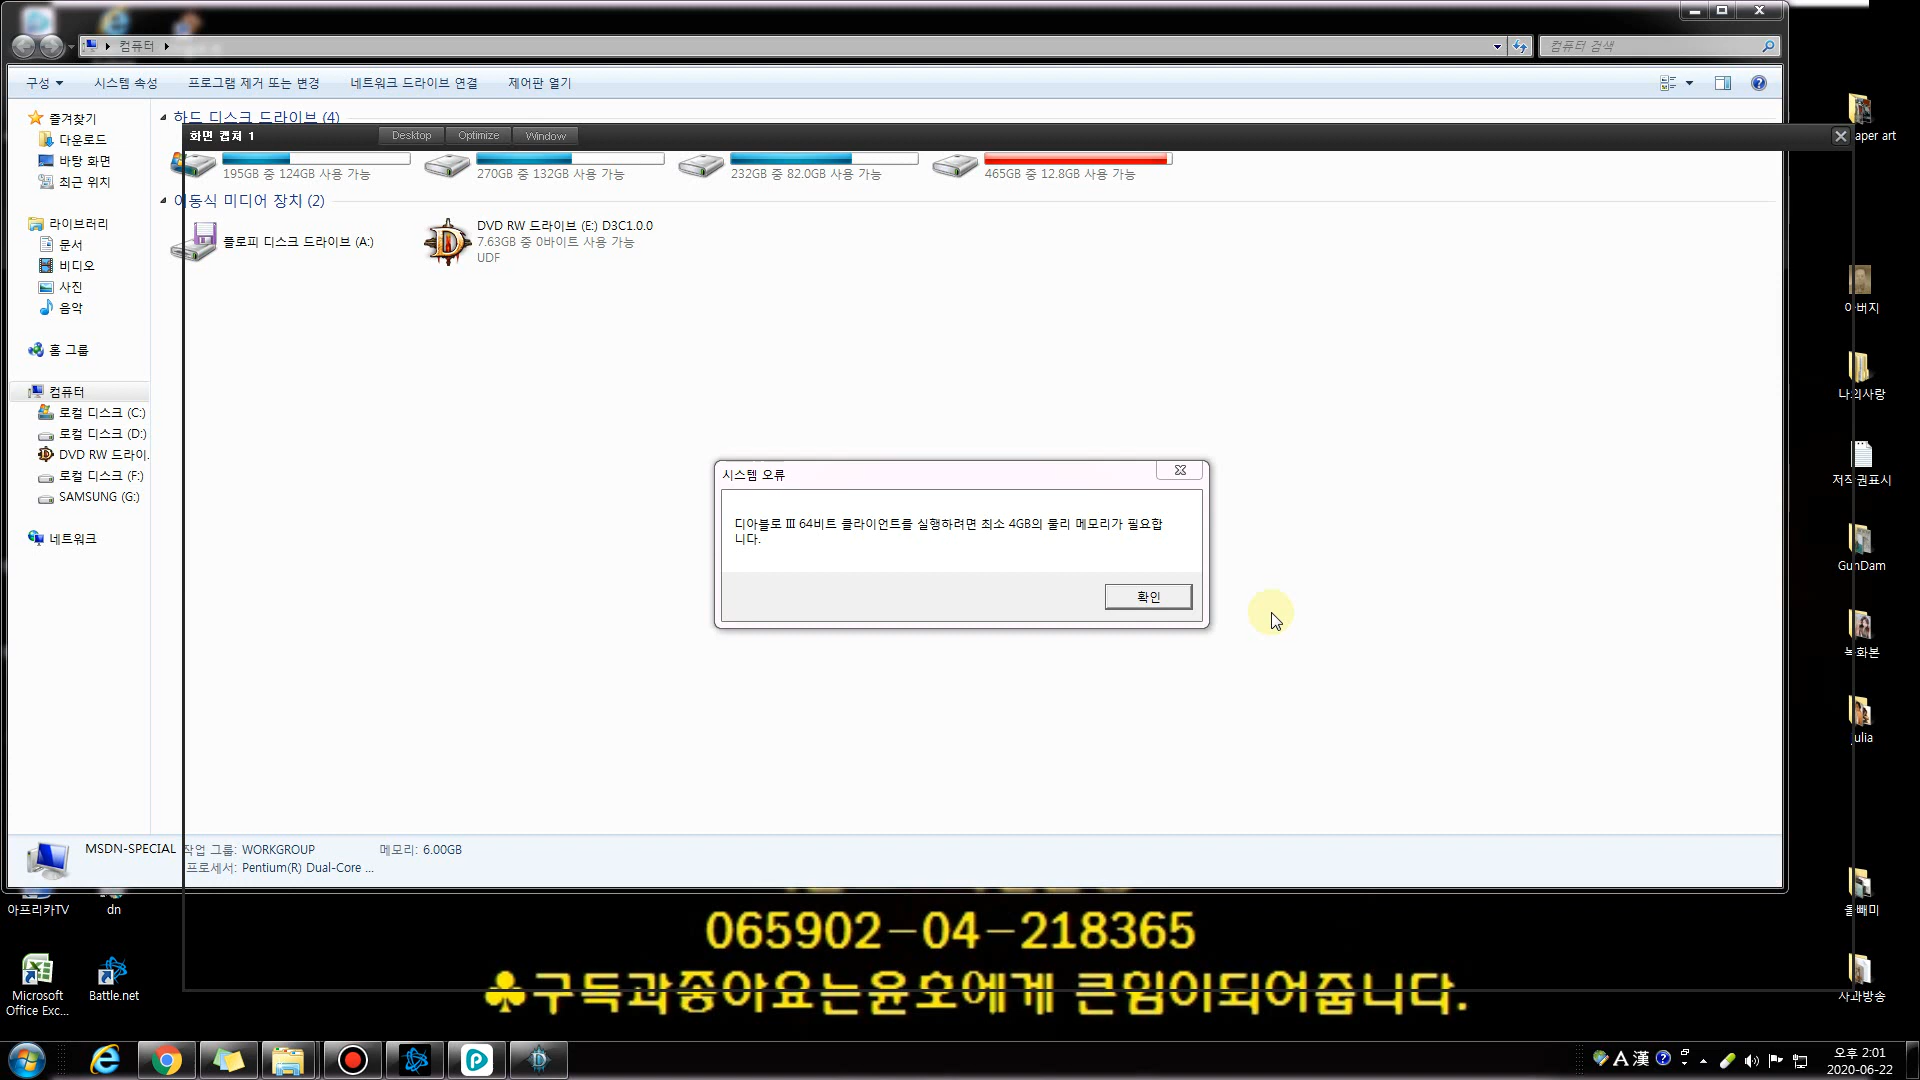 컴퓨터
컴퓨터 검색
구성
시스템 속성
프로그램 제거 또는 변경
네트워크 드라이브 연결
제어판 열기
즐겨찾기
다운로드
바탕 화면
최근 위치
라이브러리
문서
비디오
사진
음악
홈 그룹
컴퓨터
로컬 디스크 (C:)
로컬 디스크 (D:)
DVD RW 드라이.
로컬 디스크 (F:)
SAMSUNG (G:)
네트워크
하드 디스크 드라이브 (4)
화면 캡쳐 1
Desktop
Optimize
Window
195GB 중 124GB 사용 가능
270GB 중 132GB 사용 가능
232GB 중 82.0GB 사용 가능
465GB 중 12.8GB 사용 가능
이동식 미디어 장치 (2)
플로피 디스크 드라이브 (A:)
DVD RW 드라이브 (E:) D3C1.0.0
7.63GB 중 0바이트 사용 가능
UDF
시스템 오류
디아블로 III 64비트 클라이언트를 실행하려면 최소 4GB의 물리 메모리가 필요합
니다.
확인
MSDN-SPECIAL
작업 그룹: WORKGROUP
메모리: 6.00GB
프로세서: Pentium(R) Dual-Core ...
aper art
아버지
나의사랑
저작권표시
GunDam
녹화본
julia
올빼미
사과방송
아프리카TV
dn
Microsoft
Office Exc...
Battle.net
065902-04-218365
♣구독과좋아요는윤호에게 큰힘이되어줍니다.
A 漢
오후 2:01
2020-06-22